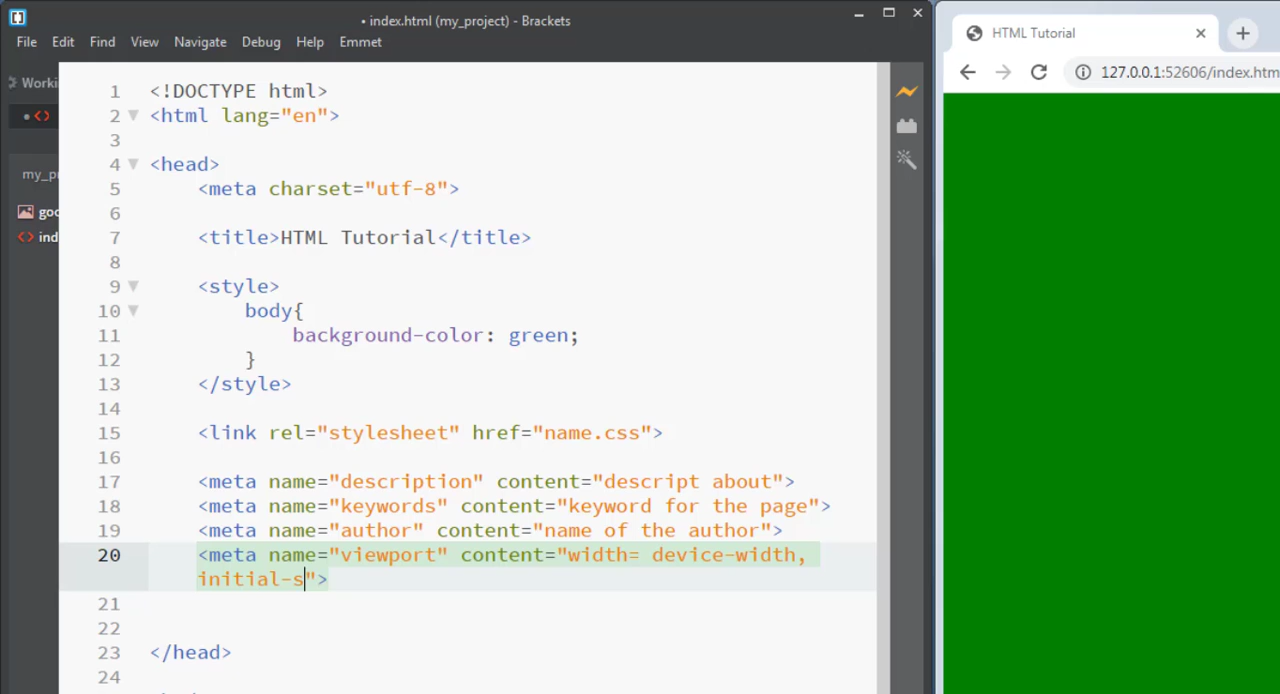 • index.html (my_project) - Brackets
File Edit Find View Navigate Debug Help Emmet
1 <!DOCTYPE html>
2 <html lang="en">
3
4 <head>
5 <meta charset="utf-8">
6
7 <title>HTML Tutorial</title>
8
9 <style>
10 body{
11 background-color: green;
12 }
13 </style>
14
15 <link rel="stylesheet" href="name.css">
16
17 <meta name="description" content="descript about">
18 <meta name="keywords" content="keyword for the page">
19 <meta name="author" content="name of the author">
20 <meta name="viewport" content="width= device-width,
initial-s">
21
22
23 </head>
24
HTML Tutorial
127.0.0.1:52606/index.htm